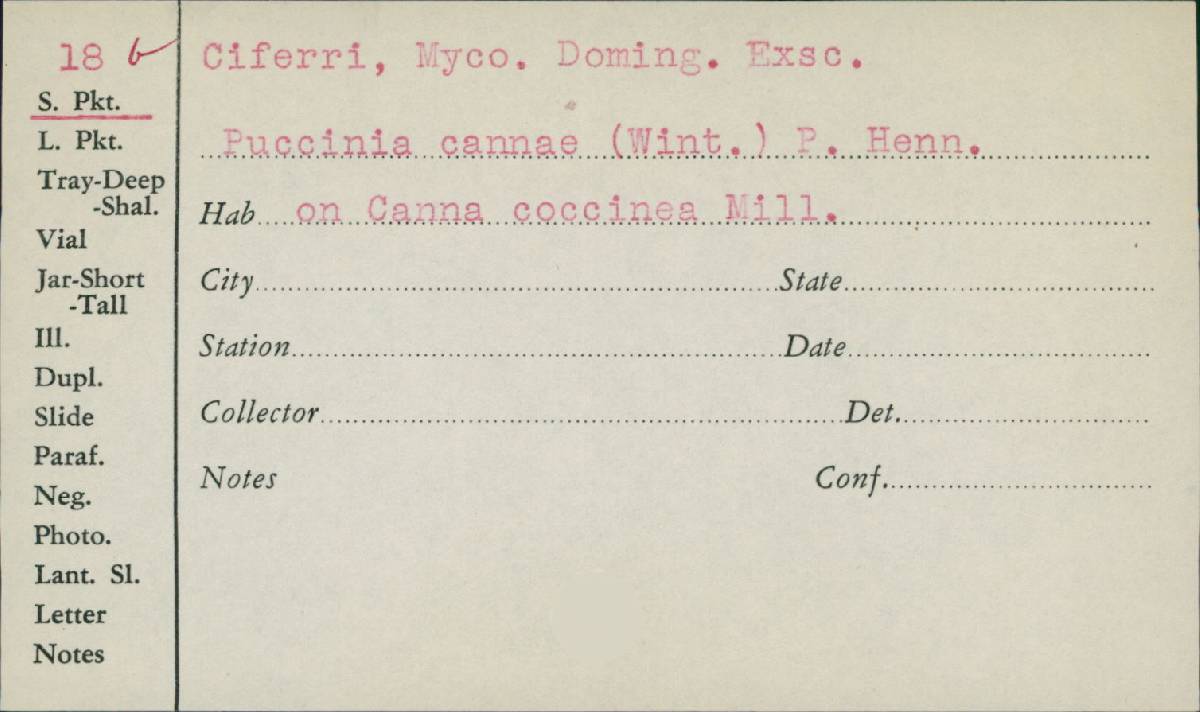 18 b Ciferri, Myco. Doming. Exsc.
S. Pkt.
Puccinia cannae (Wint.) P. Henn.
L. Pkt.
Tray-Deep
-Shal.
Hab on Canna coccinea Mill.
Vial
Jar-Short
-Tall
City State
Ill.
Station Date
Dupl.
Slide
Collector Det.
Paraf.
Neg.
Notes Conf.
Photo.
Lant. Sl.
Letter
Notes